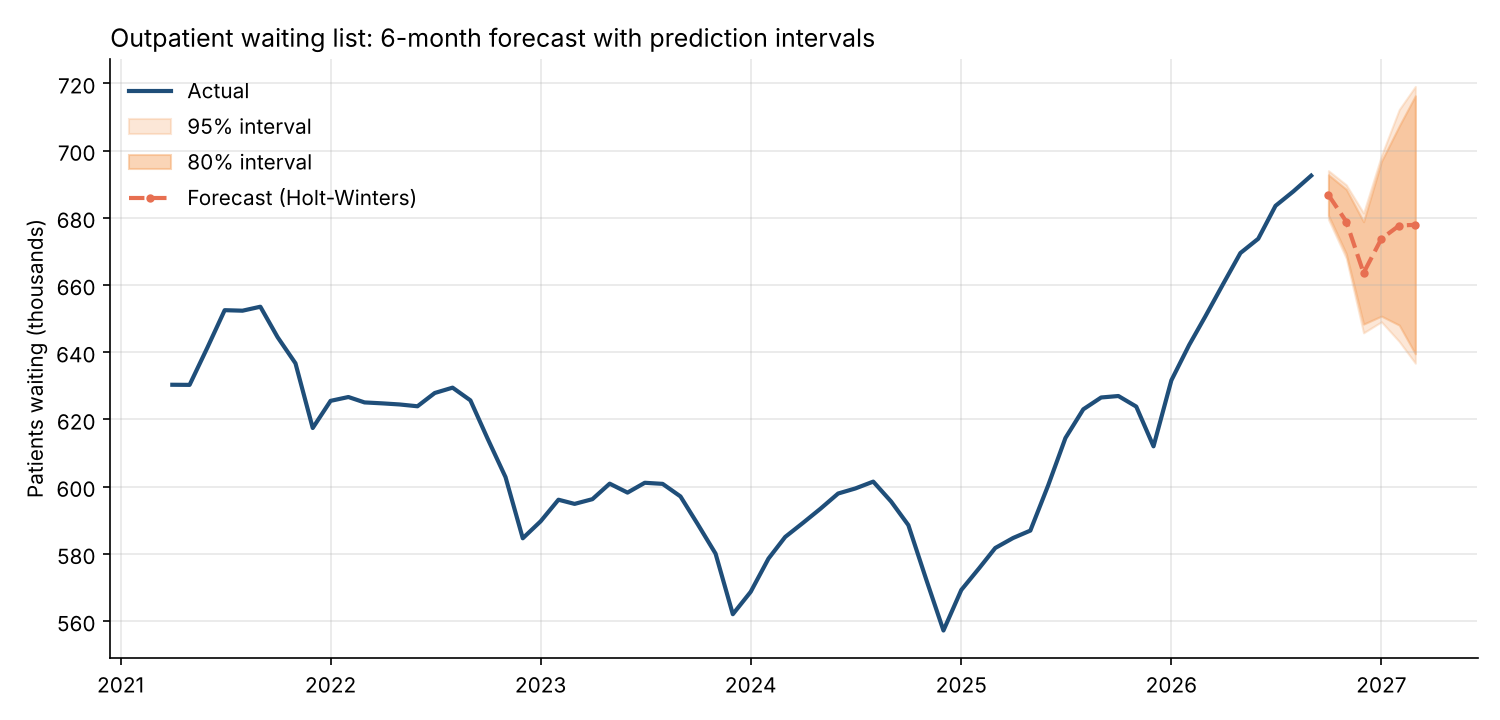 Outpatient waiting list: 6-month forecast with prediction intervals
Patients waiting (thousands)
720
700
680
660
640
620
600
580
560
Actual
95% interval
80% interval
Forecast (Holt-Winters)
2021 2022 2023 2024 2025 2026 2027